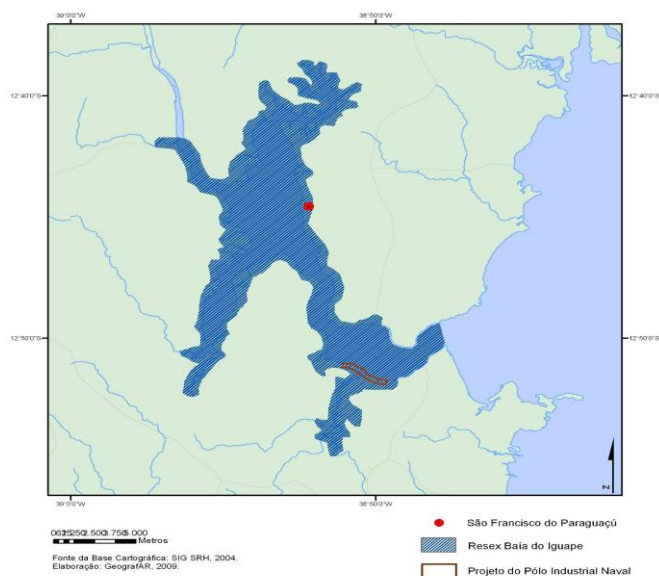 39°0'0"W 38°50'0"W
12°40'0"S 12°40'0"S
12°50'0"S 12°50'0"S
39°0'0"W 38°50'0"W
N
Metros
São Francisco do Paraguaçú
Resex Baía do Iguape
Projeto do Pólo Industrial Naval
Fonte da Base Cartográfica: SIG SRH, 2004.
Elaboração: GeografAR, 2009.